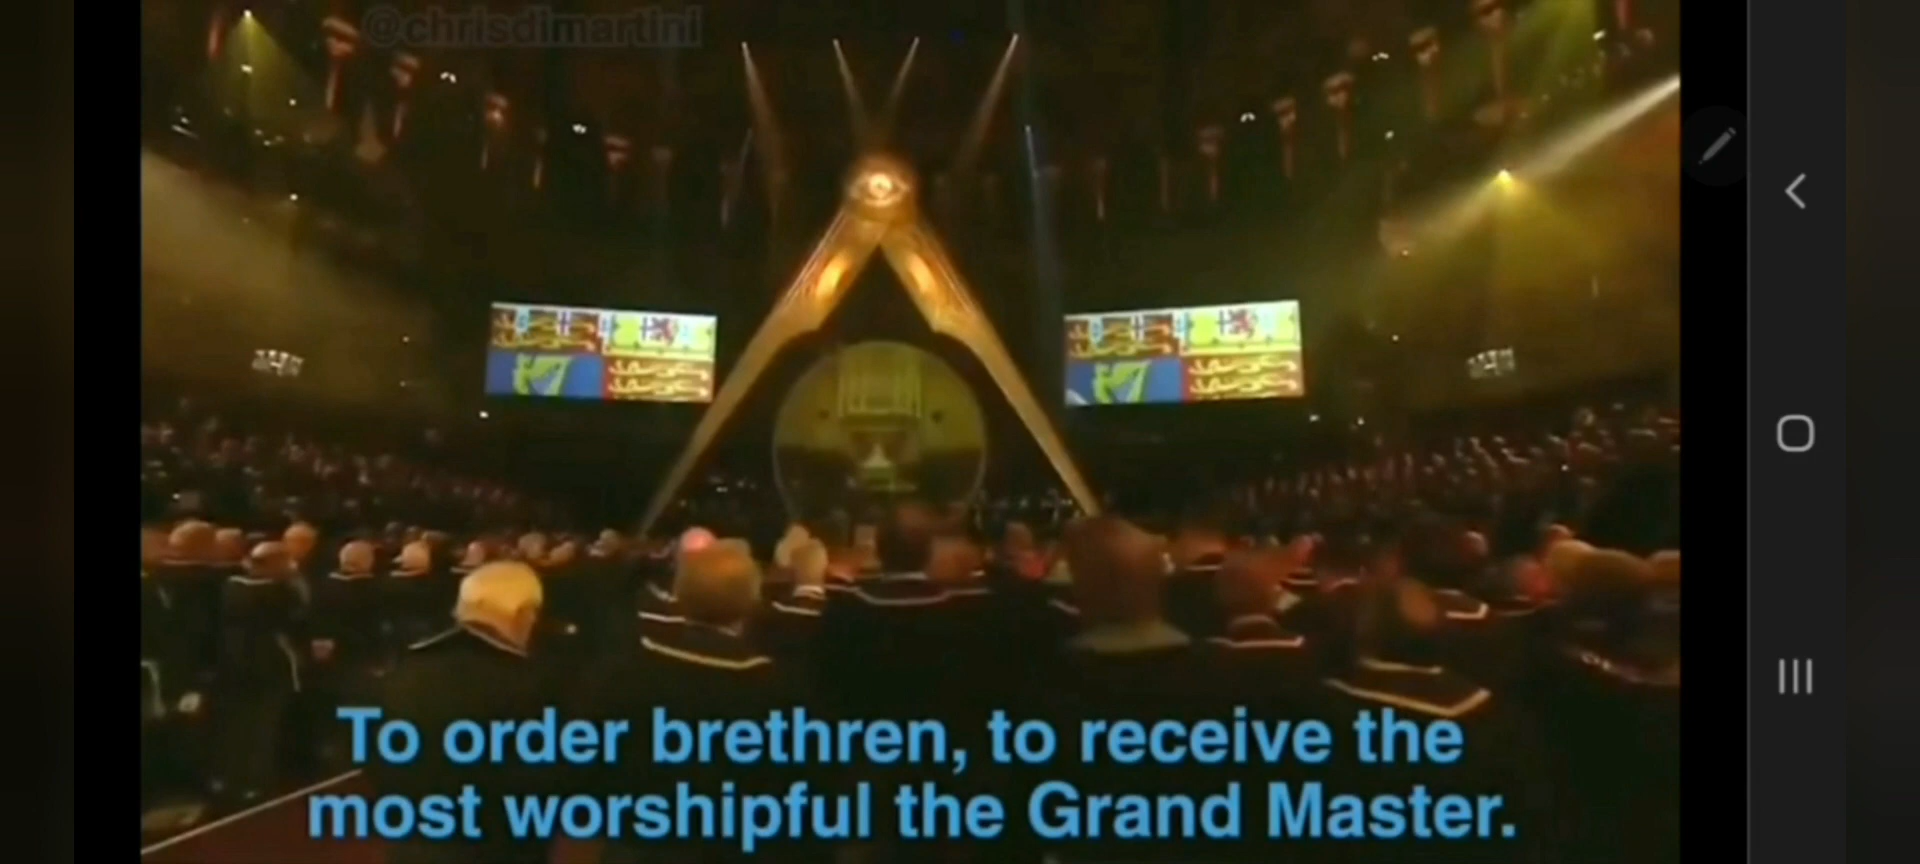 @chrisdimartini
To order brethren, to receive the
most worshipful the Grand Master.